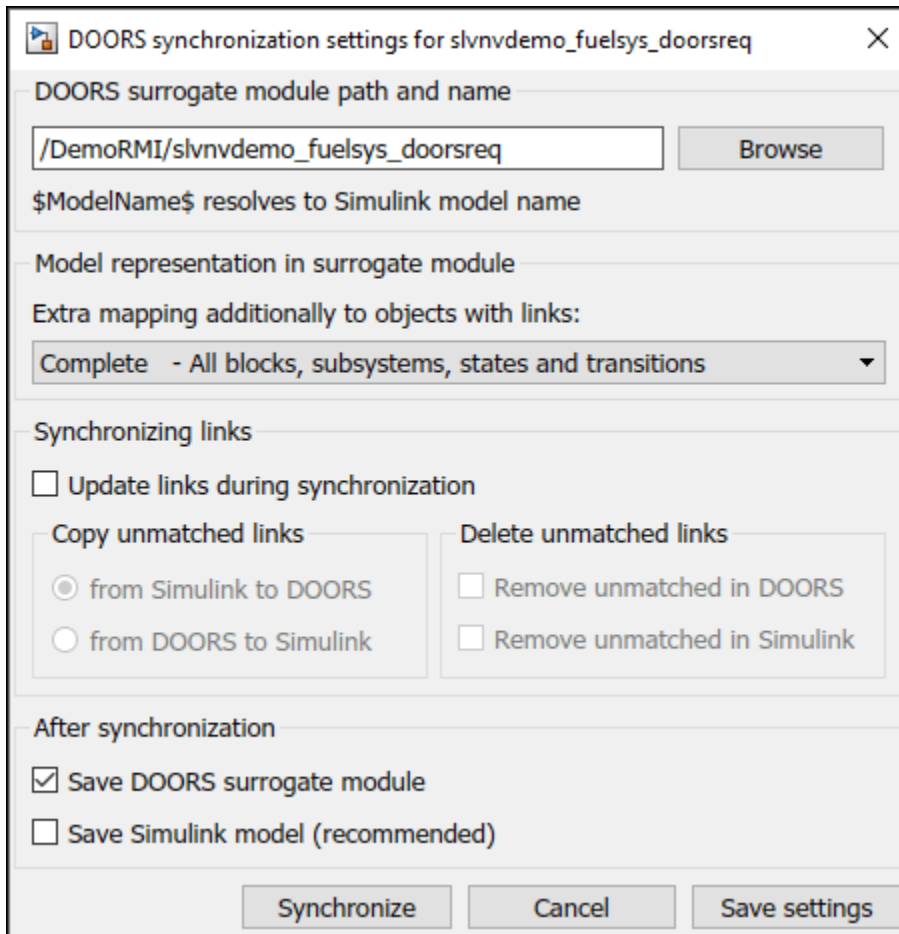 DOORS synchronization settings for slvnvdemo_fuelsys_doorsreq
DOORS surrogate module path and name
/DemoRMI/slvnvdemo_fuelsys_doorsreq Browse
$ModelName$ resolves to Simulink model name
Model representation in surrogate module
Extra mapping additionally to objects with links:
Complete - All blocks, subsystems, states and transitions
Synchronizing links
Update links during synchronization
Copy unmatched links
from Simulink to DOORS
from DOORS to Simulink
Delete unmatched links
Remove unmatched in DOORS
Remove unmatched in Simulink
After synchronization
Save DOORS surrogate module
Save Simulink model (recommended)
Synchronize Cancel Save settings